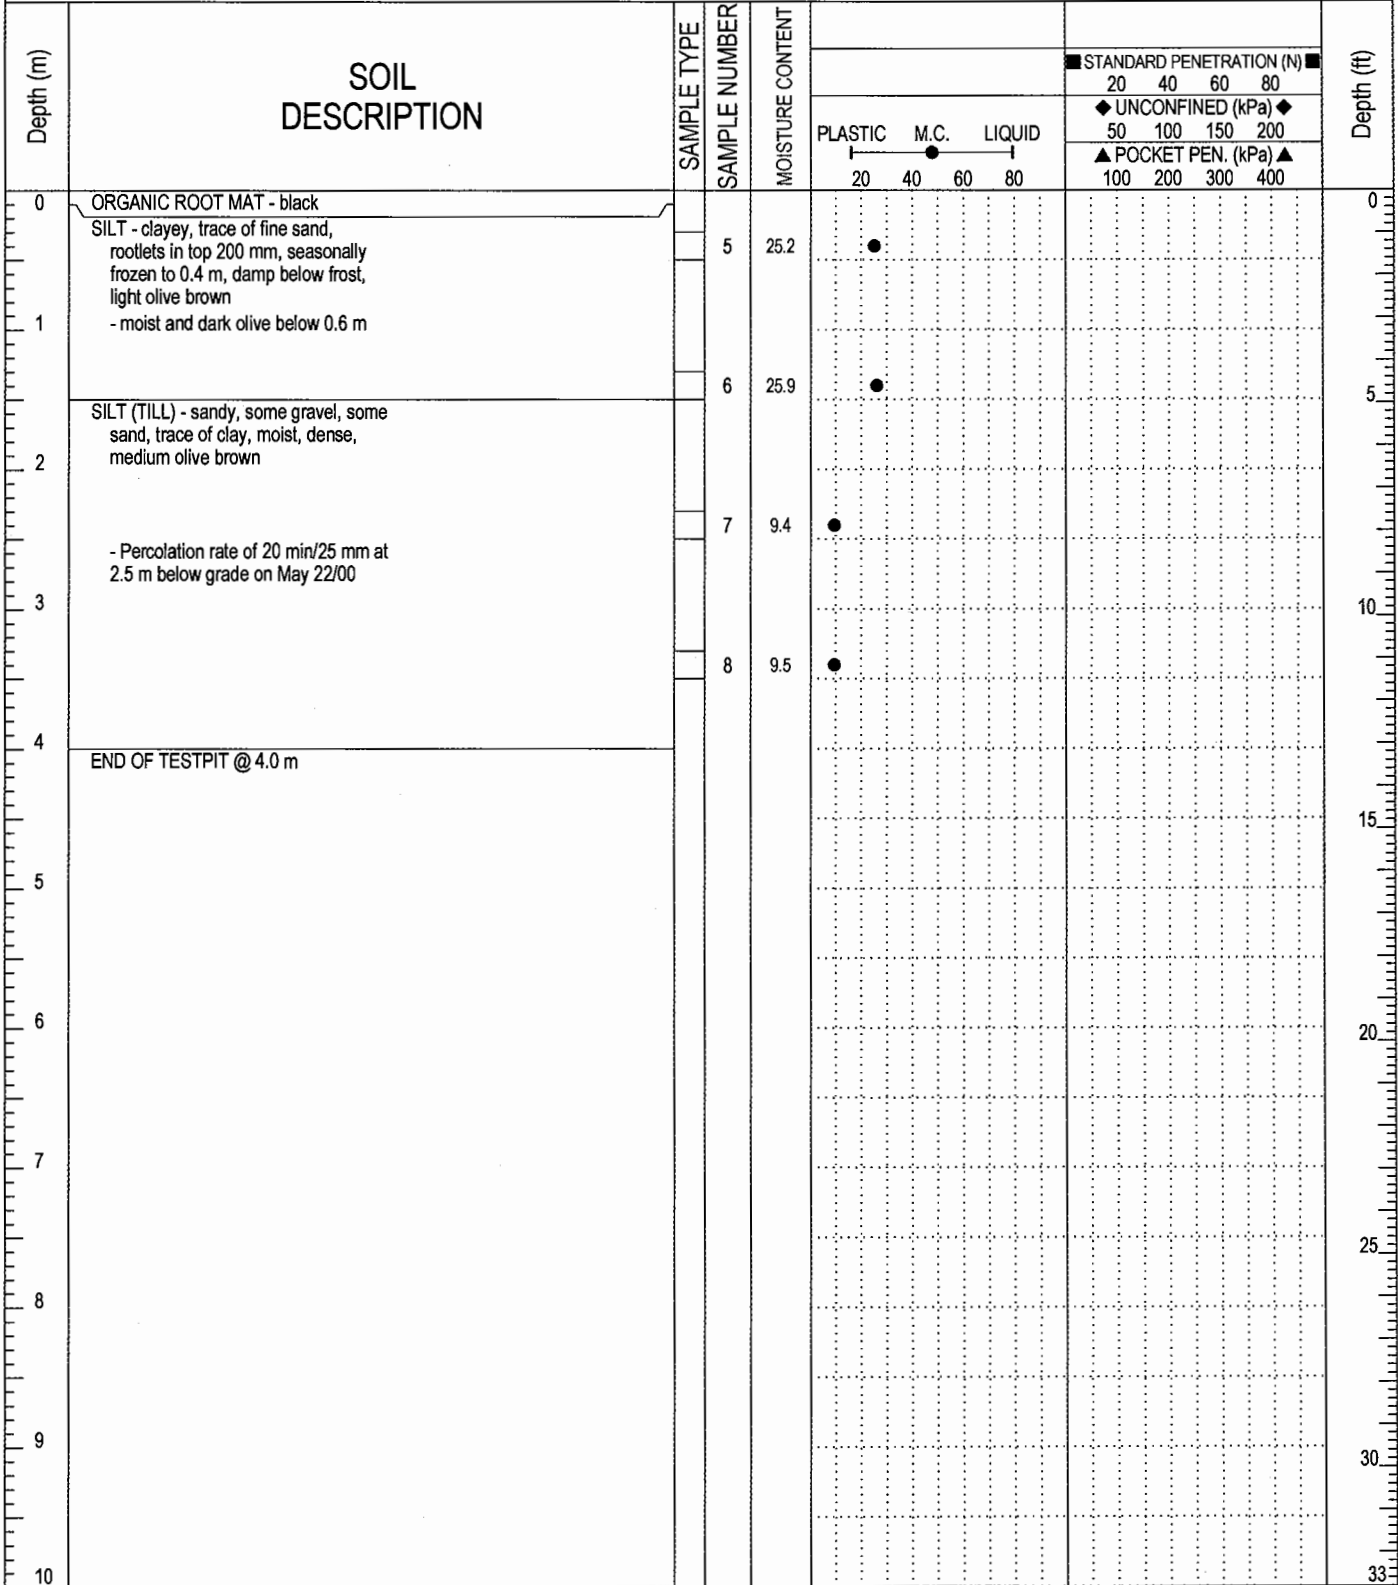 Depth (m)
SOIL
DESCRIPTION
SAMPLE TYPE
SAMPLE NUMBER
MOISTURE CONTENT
PLASTIC M.C. LIQUID
20 40 60 80
■ STANDARD PENETRATION (N) ■
20 40 60 80
◆ UNCONFINED (kPa) ◆
50 100 150 200
▲ POCKET PEN. (kPa) ▲
100 200 300 400
Depth (ft)
0 ORGANIC ROOT MAT - black 0
SILT - clayey, trace of fine sand,
rootlets in top 200 mm, seasonally 5 25.2
frozen to 0.4 m, damp below frost,
light olive brown
1 - moist and dark olive below 0.6 m
6 25.9 5
SILT (TILL) - sandy, some gravel, some
sand, trace of clay, moist, dense,
2 medium olive brown
7 9.4
- Percolation rate of 20 min/25 mm at
2.5 m below grade on May 22/00
3 10
8 9.5
4
END OF TESTPIT @ 4.0 m
15
5
6
20
7
25
8
9
30
10 33